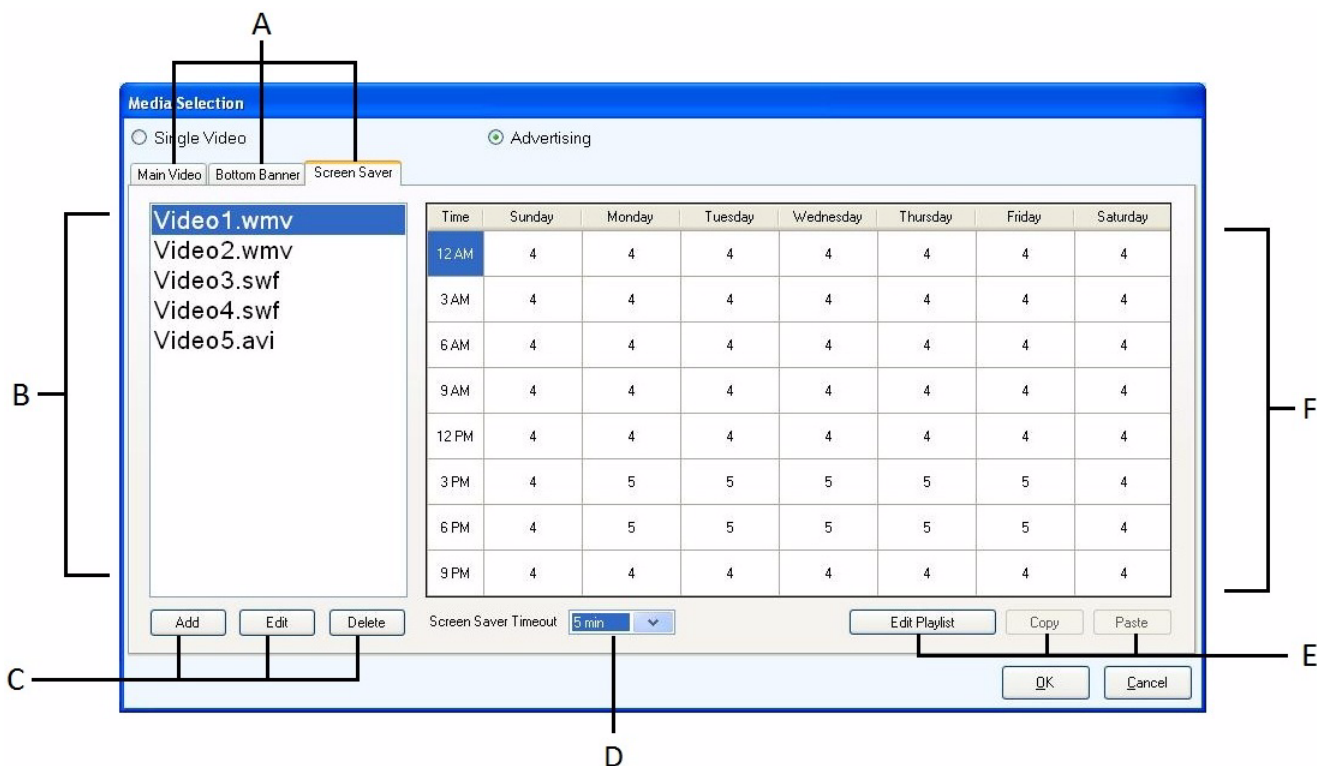 A
Media Selection
Single Video Advertising
Main Video Bottom Banner Screen Saver
Video1.wmv
Video2.wmv
Video3.swf
Video4.swf
Video5.avi
Time Sunday Monday Tuesday Wednesday Thursday Friday Saturday
12 AM 4 4 4 4 4 4 4
3 AM 4 4 4 4 4 4 4
6 AM 4 4 4 4 4 4 4
9 AM 4 4 4 4 4 4 4
12 PM 4 4 4 4 4 4 4
3 PM 4 5 5 5 5 5 4
6 PM 4 5 5 5 5 5 4
9 PM 4 4 4 4 4 4 4
B
F
Add Edit Delete Screen Saver Timeout 5 min Edit Playlist Copy Paste
E
C
OK Cancel
D